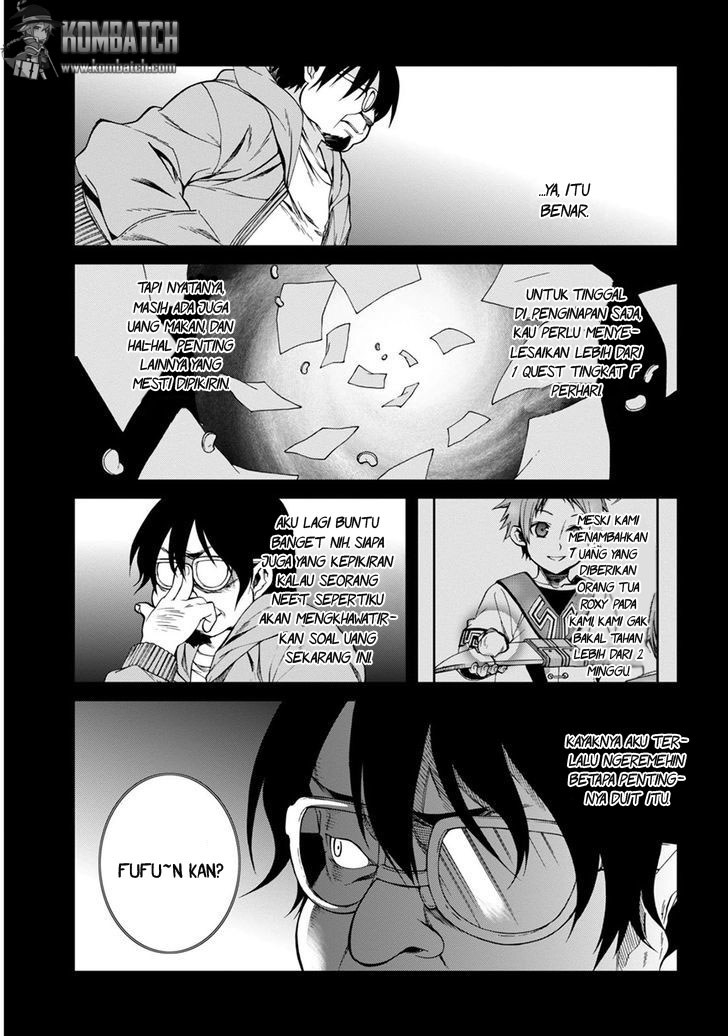 KOMBATCH
www.kombatch.com
...YA, ITU
BENAR.
UNTUK TINGGAL
DI PENGINAPAN SAJA,
KAU PERLU MENYE-
LESAIKAN LEBIH DARI
1 QUEST TINGKAT F
PERHARI.
TAPI NYATANYA,
MASIH ADA JUGA
UANG MAKAN, DAN
HAL-HAL PENTING
LAINNYA YANG
MESTI DIPIKIRIN.
MESKI KAMI
MENAMBAHKAN
UANG YANG
DIBERIKAN
ORANG TUA
ROXY PADA
KAMI, KAMI GAK
BAKAL TAHAN
LEBIH DARI 2
MINGGU.
AKU LAGI BUNTU
BANGET NIH. SIAPA
JUGA YANG KEPIKIRAN
KALAU SEORANG
NEET SEPERTIKU
AKAN MENGKHAWATIR-
KAN SOAL UANG
SEKARANG INI.
KAYAKNYA AKU TER-
LALU NGEREMEHIN
BETAPA PENTING-
NYA DUIT ITU.
FUFU~N KAN?